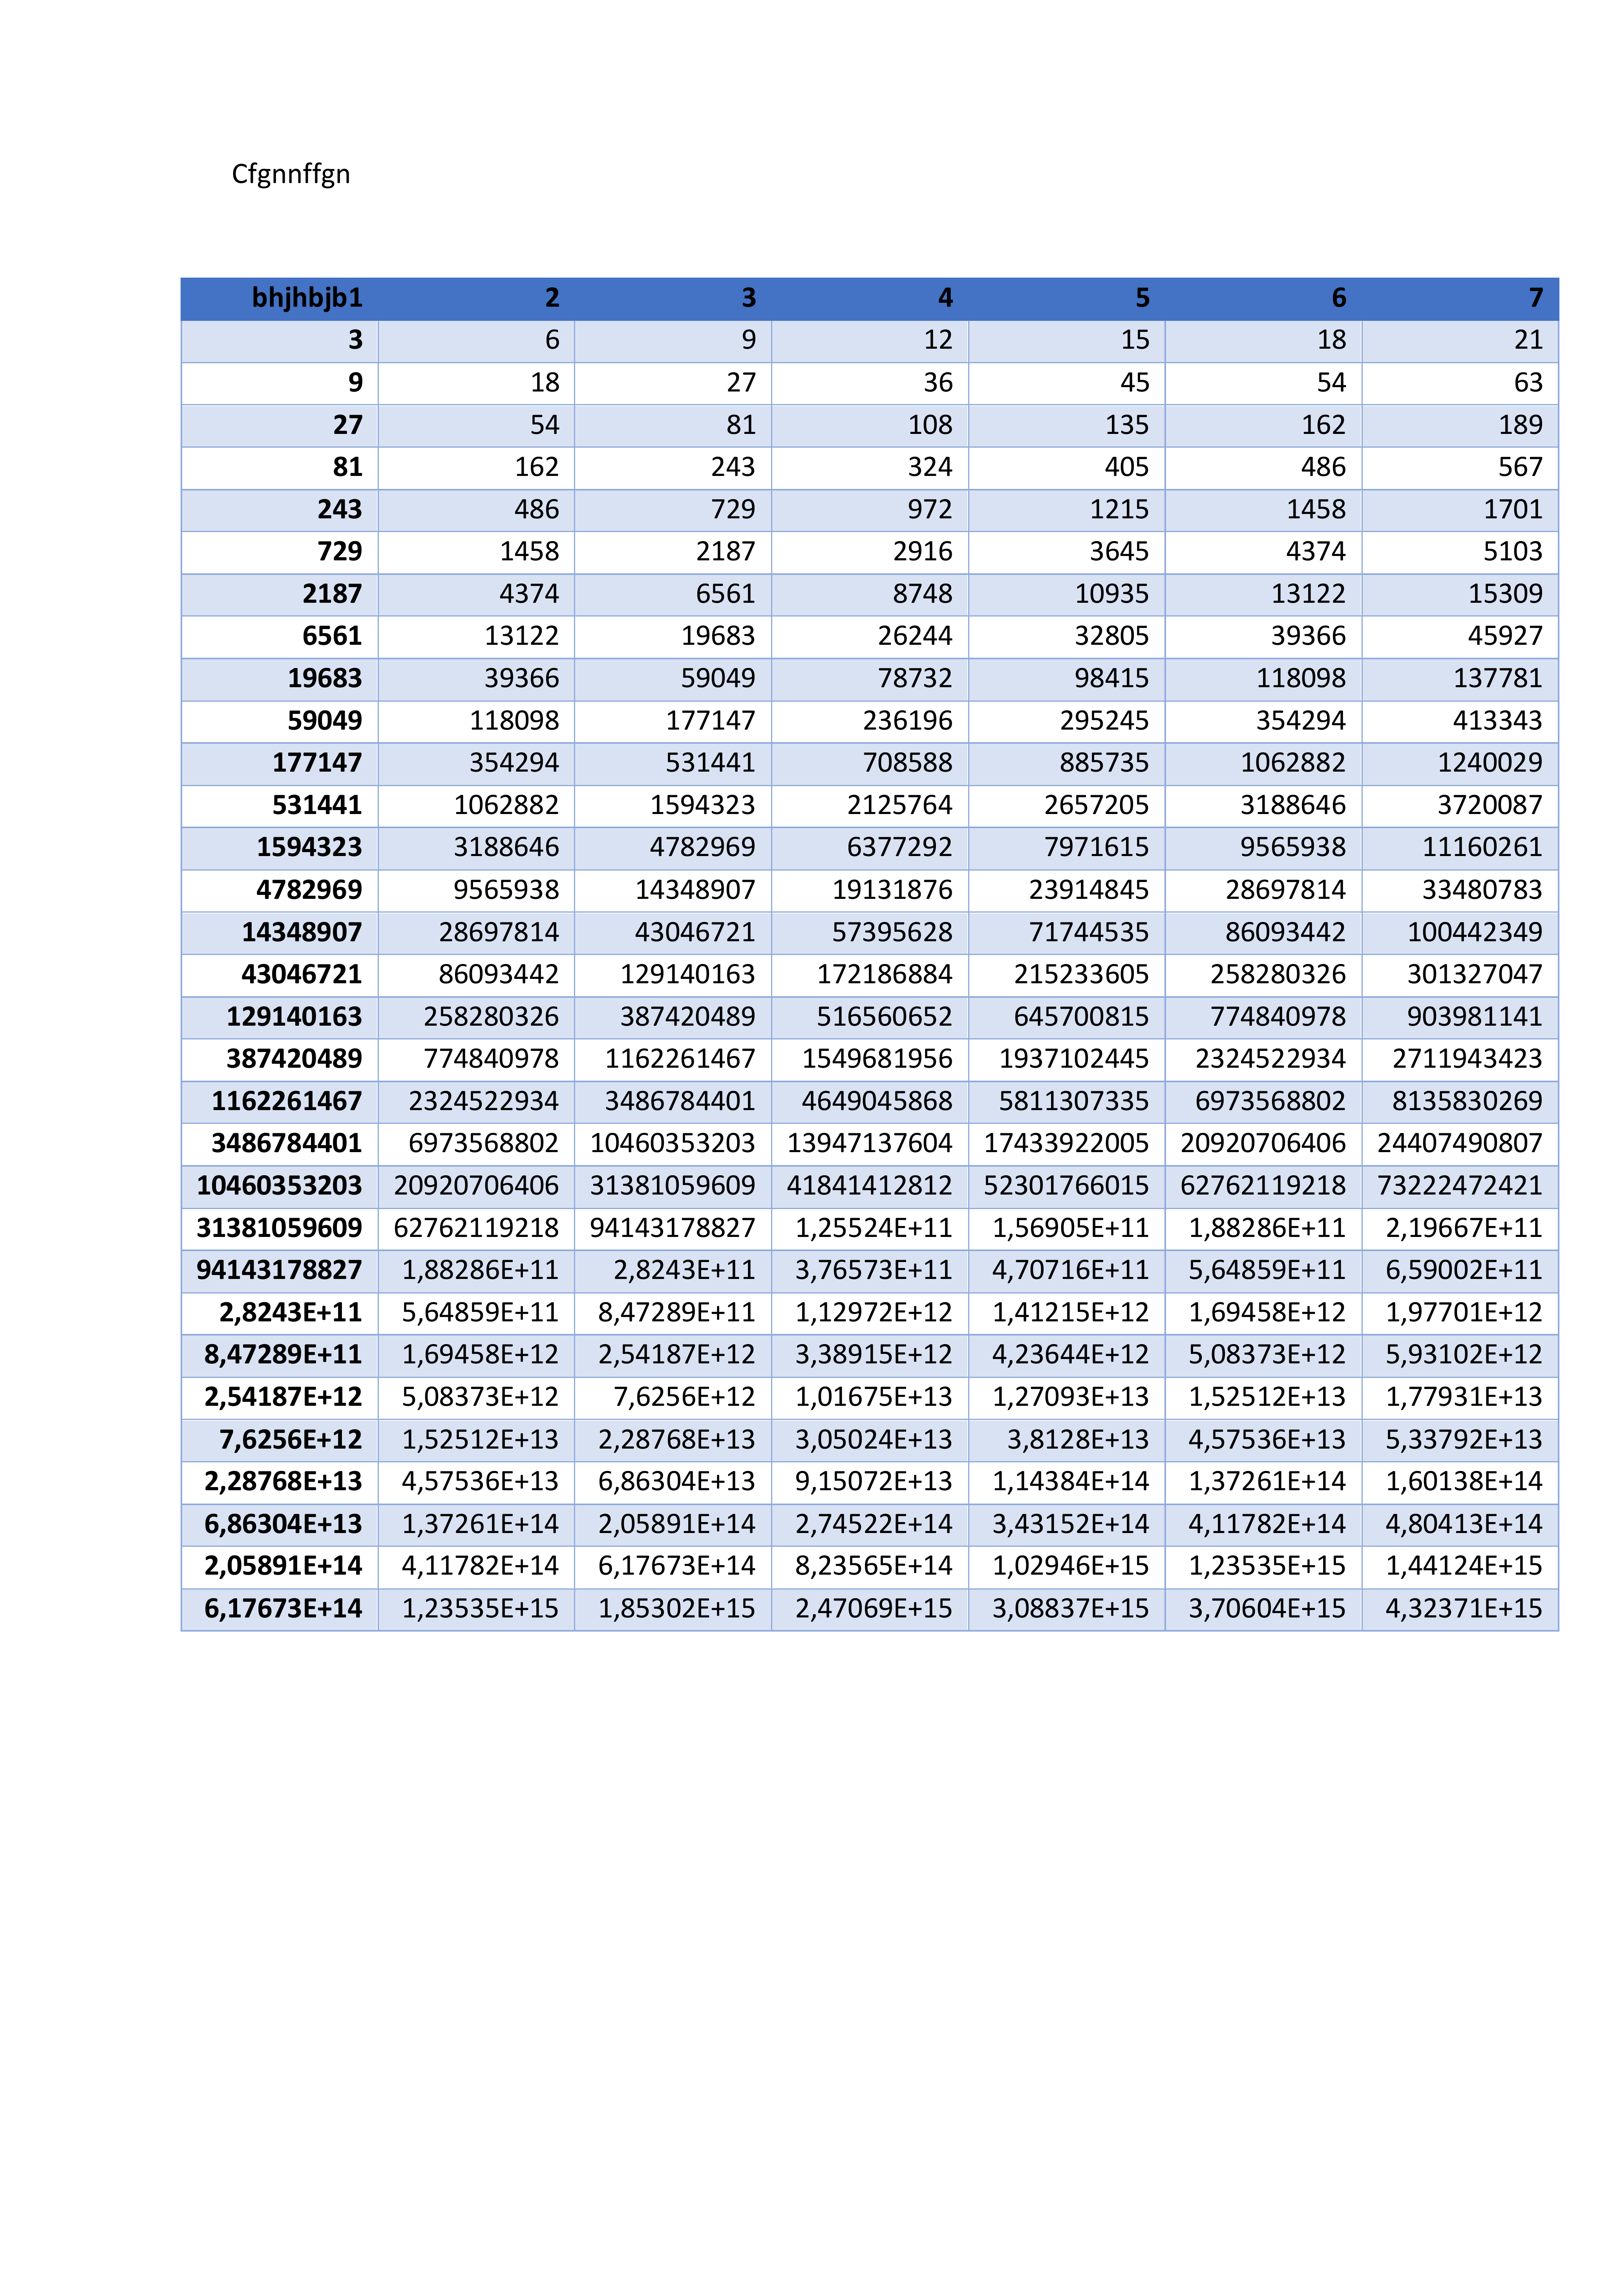 Cfgnnffgn
bhjhbjb1 2 3 4 5 6 7
3 6 9 12 15 18 21
9 18 27 36 45 54 63
27 54 81 108 135 162 189
81 162 243 324 405 486 567
243 486 729 972 1215 1458 1701
729 1458 2187 2916 3645 4374 5103
2187 4374 6561 8748 10935 13122 15309
6561 13122 19683 26244 32805 39366 45927
19683 39366 59049 78732 98415 118098 137781
59049 118098 177147 236196 295245 354294 413343
177147 354294 531441 708588 885735 1062882 1240029
531441 1062882 1594323 2125764 2657205 3188646 3720087
1594323 3188646 4782969 6377292 7971615 9565938 11160261
4782969 9565938 14348907 19131876 23914845 28697814 33480783
14348907 28697814 43046721 57395628 71744535 86093442 100442349
43046721 86093442 129140163 172186884 215233605 258280326 301327047
129140163 258280326 387420489 516560652 645700815 774840978 903981141
387420489 774840978 1162261467 1549681956 1937102445 2324522934 2711943423
1162261467 2324522934 3486784401 4649045868 5811307335 6973568802 8135830269
3486784401 6973568802 10460353203 13947137604 17433922005 20920706406 24407490807
10460353203 20920706406 31381059609 41841412812 52301766015 62762119218 73222472421
31381059609 62762119218 94143178827 1,25524E+11 1,56905E+11 1,88286E+11 2,19667E+11
94143178827 1,88286E+11 2,8243E+11 3,76573E+11 4,70716E+11 5,64859E+11 6,59002E+11
2,8243E+11 5,64859E+11 8,47289E+11 1,12972E+12 1,41215E+12 1,69458E+12 1,97701E+12
8,47289E+11 1,69458E+12 2,54187E+12 3,38915E+12 4,23644E+12 5,08373E+12 5,93102E+12
2,54187E+12 5,08373E+12 7,6256E+12 1,01675E+13 1,27093E+13 1,52512E+13 1,77931E+13
7,6256E+12 1,52512E+13 2,28768E+13 3,05024E+13 3,8128E+13 4,57536E+13 5,33792E+13
2,28768E+13 4,57536E+13 6,86304E+13 9,15072E+13 1,14384E+14 1,37261E+14 1,60138E+14
6,86304E+13 1,37261E+14 2,05891E+14 2,74522E+14 3,43152E+14 4,11782E+14 4,80413E+14
2,05891E+14 4,11782E+14 6,17673E+14 8,23565E+14 1,02946E+15 1,23535E+15 1,44124E+15
6,17673E+14 1,23535E+15 1,85302E+15 2,47069E+15 3,08837E+15 3,70604E+15 4,32371E+15